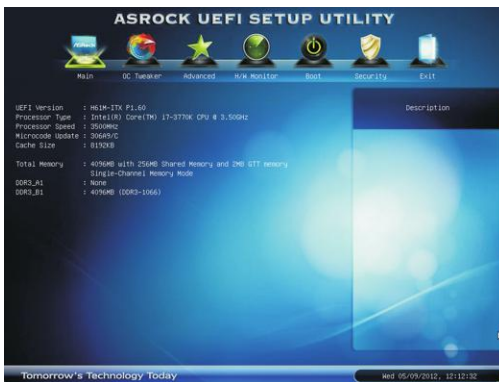 ASROCK UEFI SETUP UTILITY
Main OC Tweaker Advanced H/W Monitor Boot Security Exit
UEFI Version : H61M-ITX P1.60
Processor Type : Intel(R) Core(TM) i7-3770K CPU @ 3.50GHz
Processor Speed : 3500MHz
Microcode Update : 306A9/C
Cache Size : 8192KB
Total Memory : 4096MB with 256MB Shared Memory and 2MB GTT memory
Single-Channel Memory Mode
DDR3_A1 : None
DDR3_B1 : 4096MB (DDR3-1066)
Description
Tomorrow's Technology Today
Wed 05/09/2012, 12:12:32